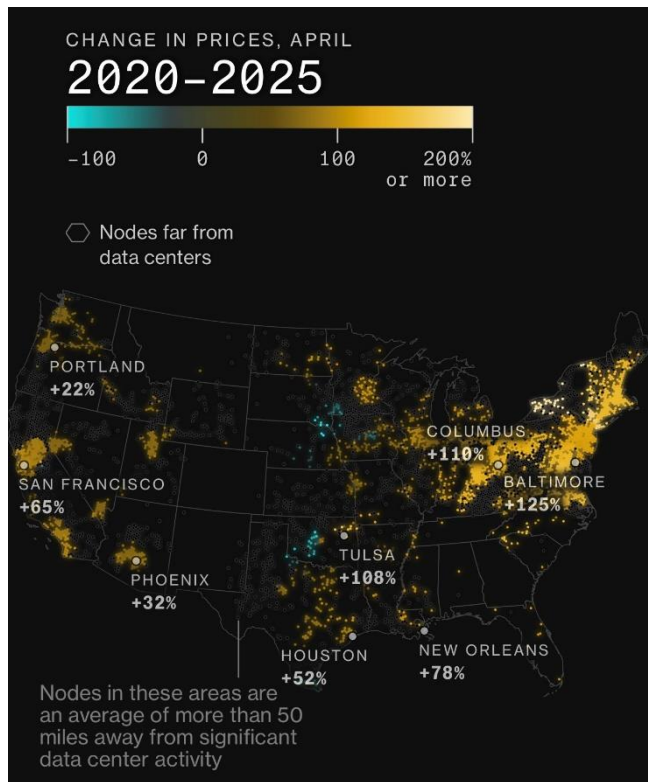 CHANGE IN PRICES, APRIL
2020–2025
-100
0
100
200%
or more
Nodes far from
data centers
PORTLAND
+22%
COLUMBUS
+110%
SAN FRANCISCO
+65%
BALTIMORE
+125%
TULSA
+108%
PHOENIX
+32%
HOUSTON
+52%
NEW ORLEANS
+78%
Nodes in these areas are
an average of more than 50
miles away from significant
data center activity